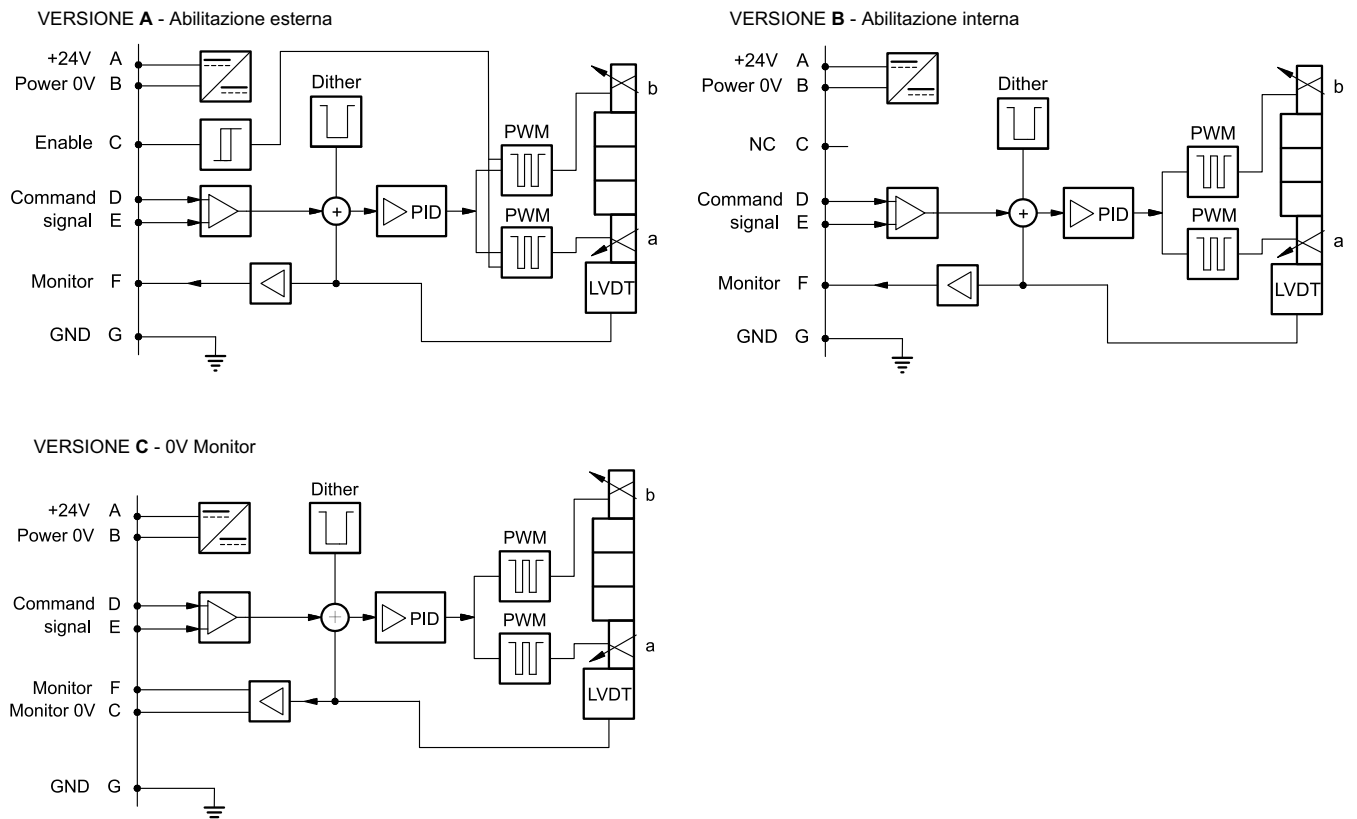 VERSIONE A - Abilitazione esterna
+24V A
Power 0V B
Enable C
Command D
signal E
Monitor F
GND G
Dither
PID
PWM
PWM
b
a
LVDT
VERSIONE B - Abilitazione interna
+24V A
Power 0V B
NC C
Command D
signal E
Monitor F
GND G
Dither
PID
PWM
PWM
b
a
LVDT
VERSIONE C - 0V Monitor
+24V A
Power 0V B
Command D
signal E
Monitor F
Monitor 0V C
GND G
Dither
PID
PWM
PWM
b
a
LVDT